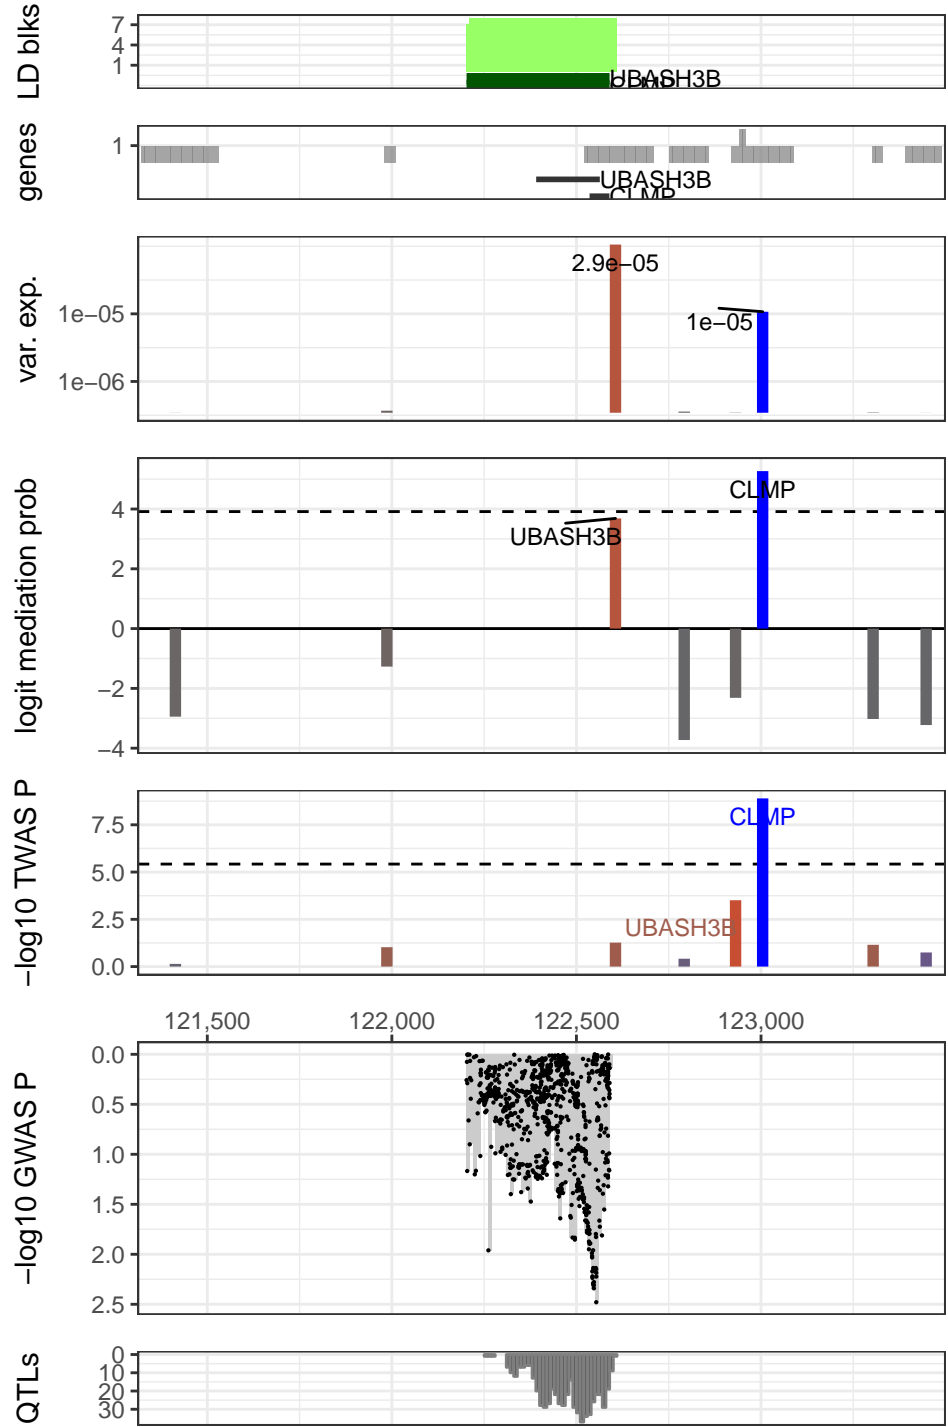 LD blks
7
4
1
UBASH3B
genes
1
UBASH3B
CLMP
var. exp.
1e−05
1e−06
2.9e−05
1e−05
logit mediation prob
4
2
0
−2
−4
CLMP
UBASH3B
−log10 TWAS P
7.5
5.0
2.5
0.0
CLMP
UBASH3B
121,500 122,000 122,500 123,000
−log10 GWAS P
0.0
0.5
1.0
1.5
2.0
2.5
QTLs
0
10
20
30